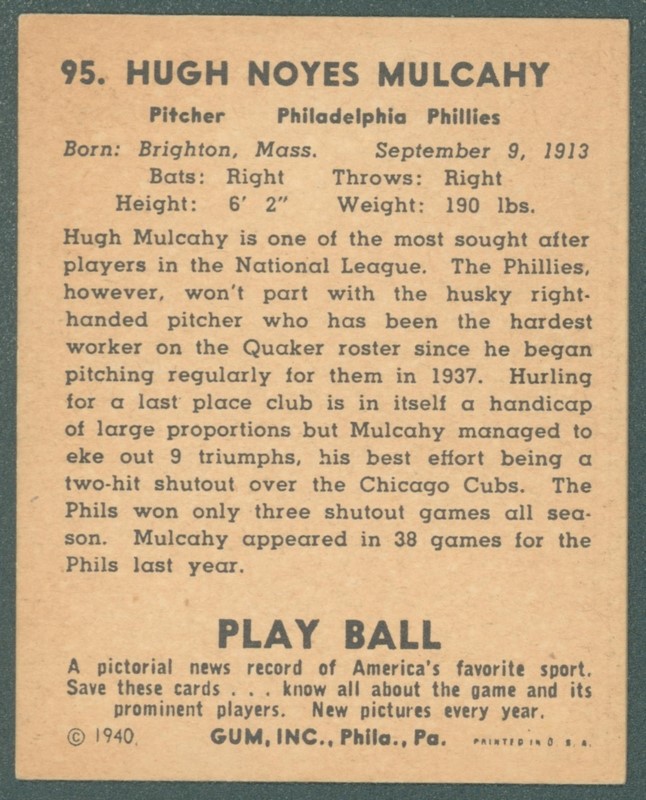 95. HUGH NOYES MULCAHY
Pitcher Philadelphia Phillies
Born: Brighton, Mass. September 9, 1913
Bats: Right Throws: Right
Height: 6' 2" Weight: 190 lbs.
Hugh Mulcahy is one of the most sought after
players in the National League. The Phillies,
however, won't part with the husky right-
handed pitcher who has been the hardest
worker on the Quaker roster since he began
pitching regularly for them in 1937. Hurling
for a last place club is in itself a handicap
of large proportions but Mulcahy managed to
eke out 9 triumphs, his best effort being a
two-hit shutout over the Chicago Cubs. The
Phils won only three shutout games all sea-
son. Mulcahy appeared in 38 games for the
Phils last year.
PLAY BALL
A pictorial news record of America's favorite sport.
Save these cards . . . know all about the game and its
prominent players. New pictures every year.
© 1940, GUM, INC., Phila., Pa. PRINTED IN U. S. A.